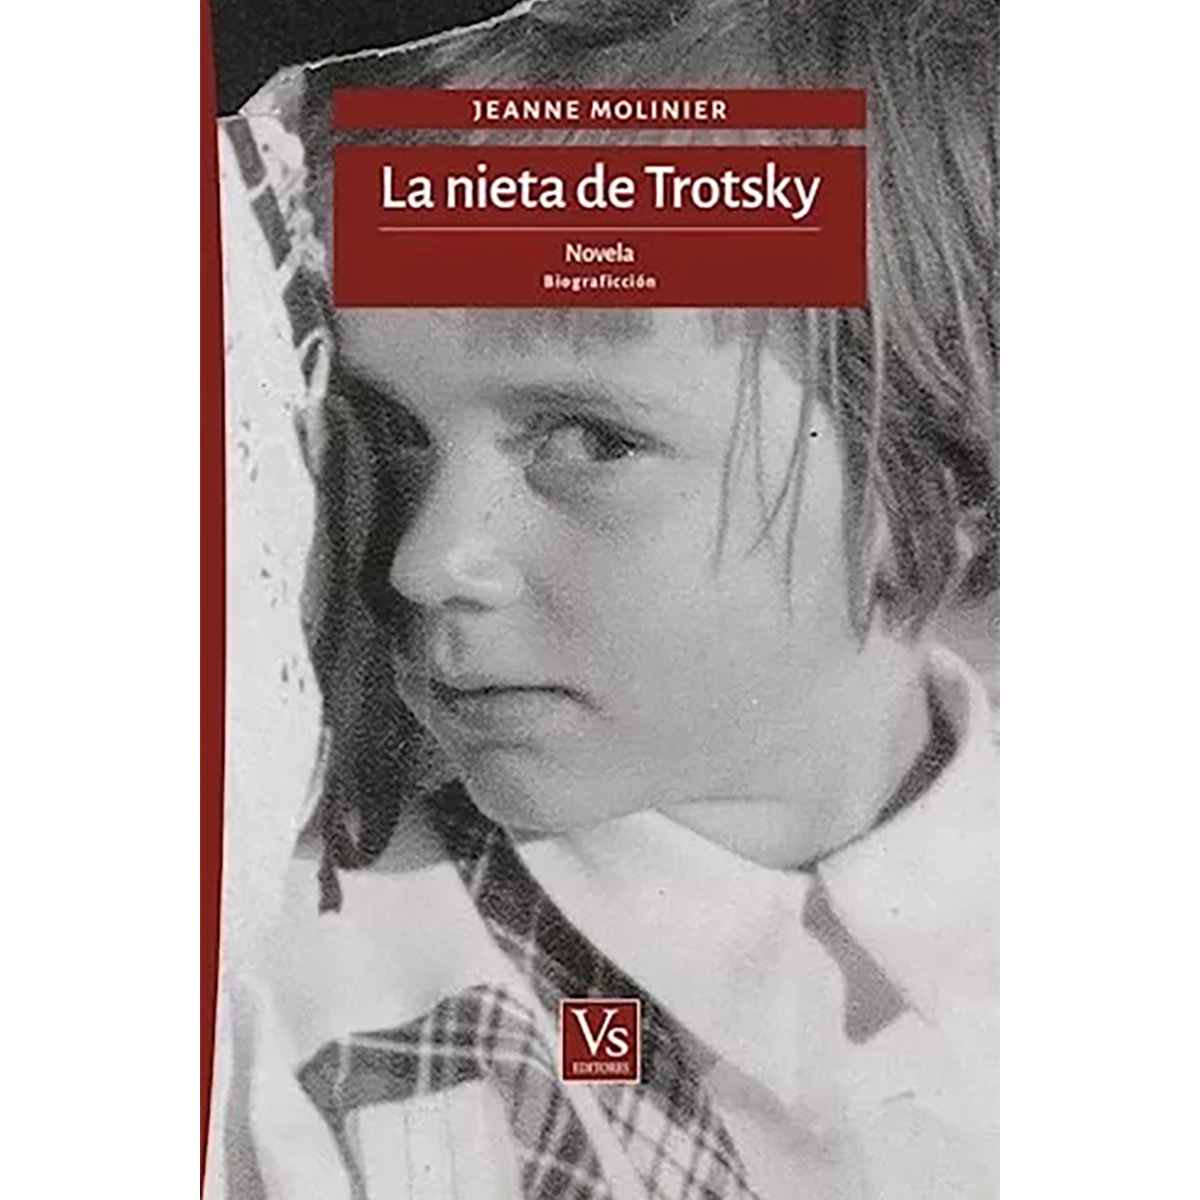 JEANNE MOLINIER
La nieta de Trotsky
Novela
Biograficción
Vs
EDITORES